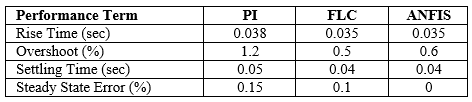 Performance Term PI FLC ANFIS
Rise Time (sec) 0.038 0.035 0.035
Overshoot (%) 1.2 0.5 0.6
Settling Time (sec) 0.05 0.04 0.04
Steady State Error (%) 0.15 0.1 0